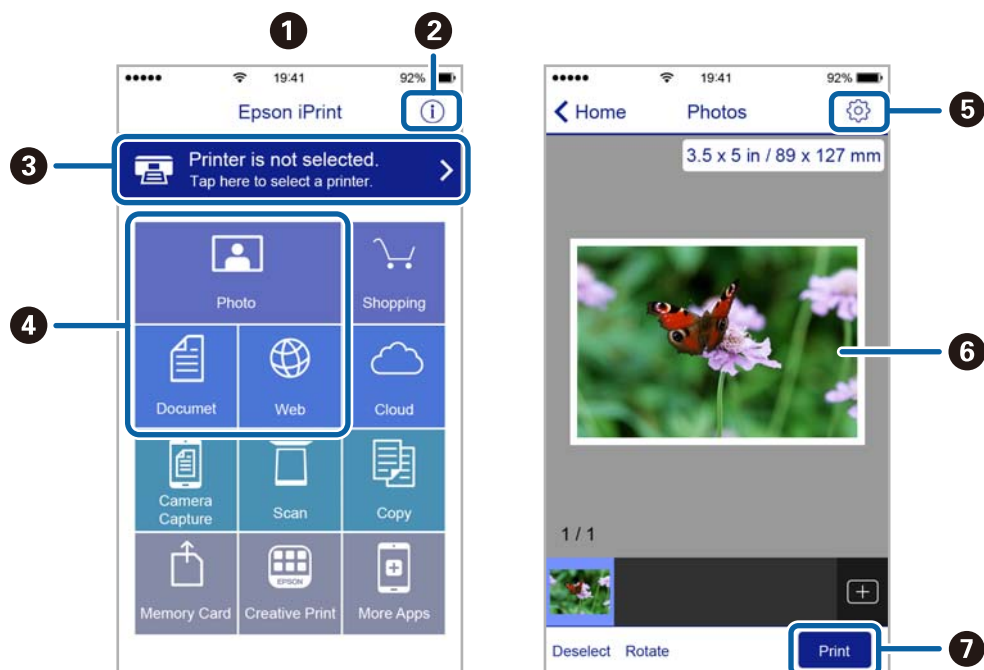 1
2
19:41
92%
Epson iPrint
i
3
Printer is not selected.
Tap here to select a printer.
4
Photo
Shopping
Documet
Web
Cloud
Camera
Capture
Scan
Copy
Memory Card
EPSON
Creative Print
More Apps
19:41
92%
Home
Photos
5
3.5 x 5 in / 89 x 127 mm
6
1 / 1
Deselect
Rotate
Print
7